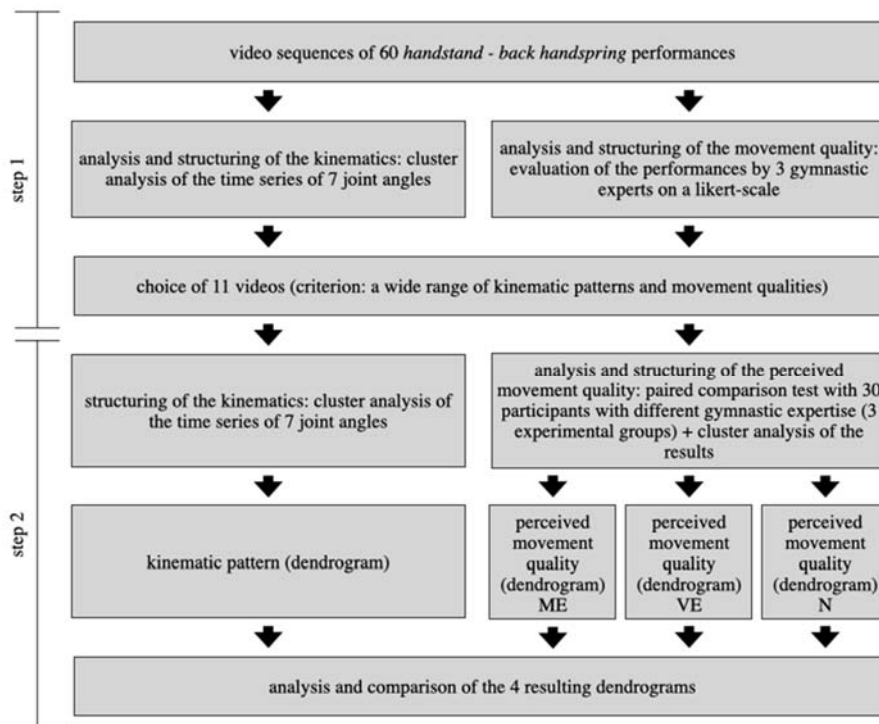 video sequences of 60 handstand - back handspring performances
step 1
analysis and structuring of the kinematics: cluster
analysis of the time series of 7 joint angles
analysis and structuring of the movement quality:
evaluation of the performances by 3 gymnastic
experts on a likert-scale
choice of 11 videos (criterion: a wide range of kinematic patterns and movement qualities)
step 2
structuring of the kinematics: cluster analysis of
the time series of 7 joint angles
analysis and structuring of the perceived
movement quality: paired comparison test with 30
participants with different gymnastic expertise (3
experimental groups) + cluster analysis of the
results
kinematic pattern (dendrogram)
perceived
movement
quality
(dendrogram)
ME
perceived
movement
quality
(dendrogram)
VE
perceived
movement
quality
(dendrogram)
N
analysis and comparison of the 4 resulting dendrograms